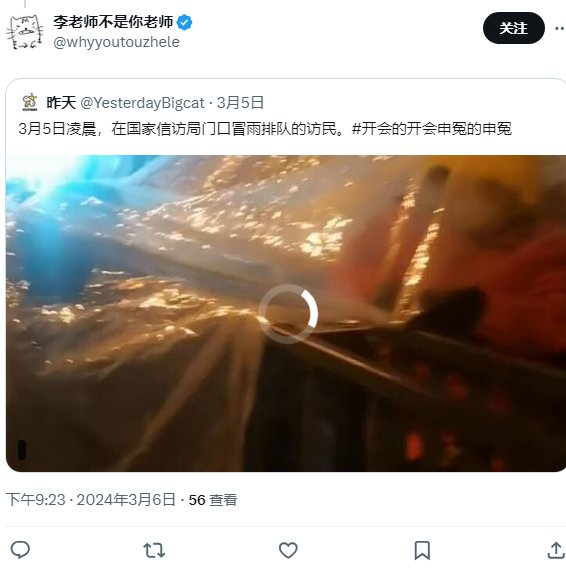 李老师不是你老师
@whyyoutouzhele
关注
昨天 @YesterdayBigcat · 3月5日
3月5日凌晨，在国家信访局门口冒雨排队的访民。#开会的开会申冤的申冤
下午9:23 · 2024年3月6日 · 56 查看